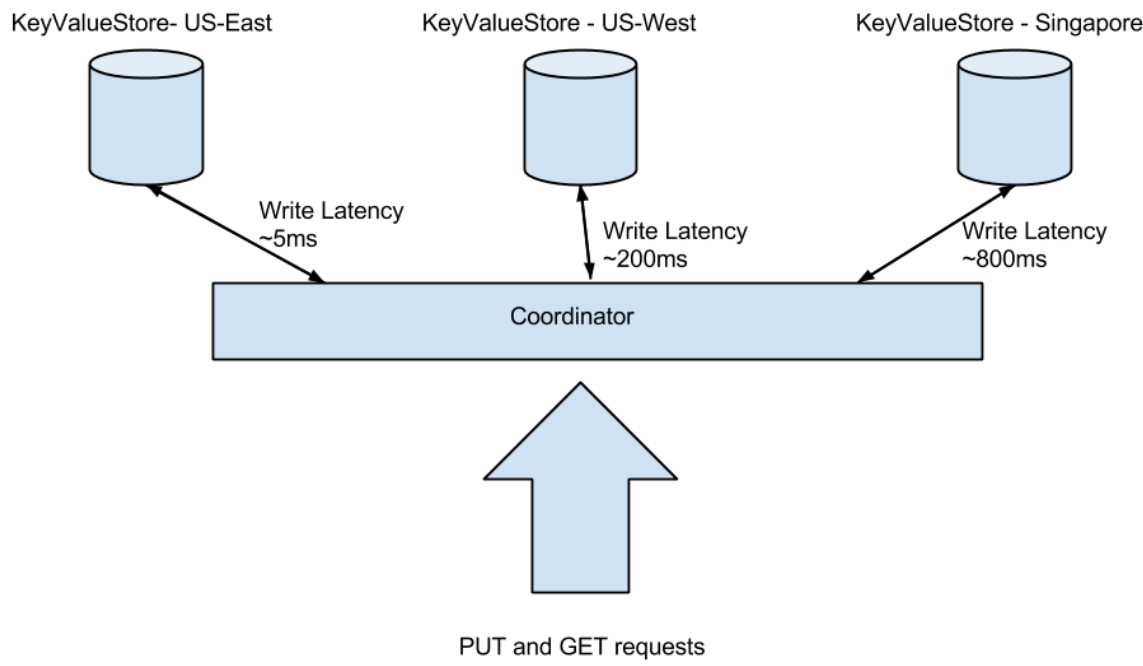 KeyValueStore- US-East
KeyValueStore - US-West
KeyValueStore - Singapore
Write Latency
~5ms
Write Latency
~200ms
Write Latency
~800ms
Coordinator
PUT and GET requests